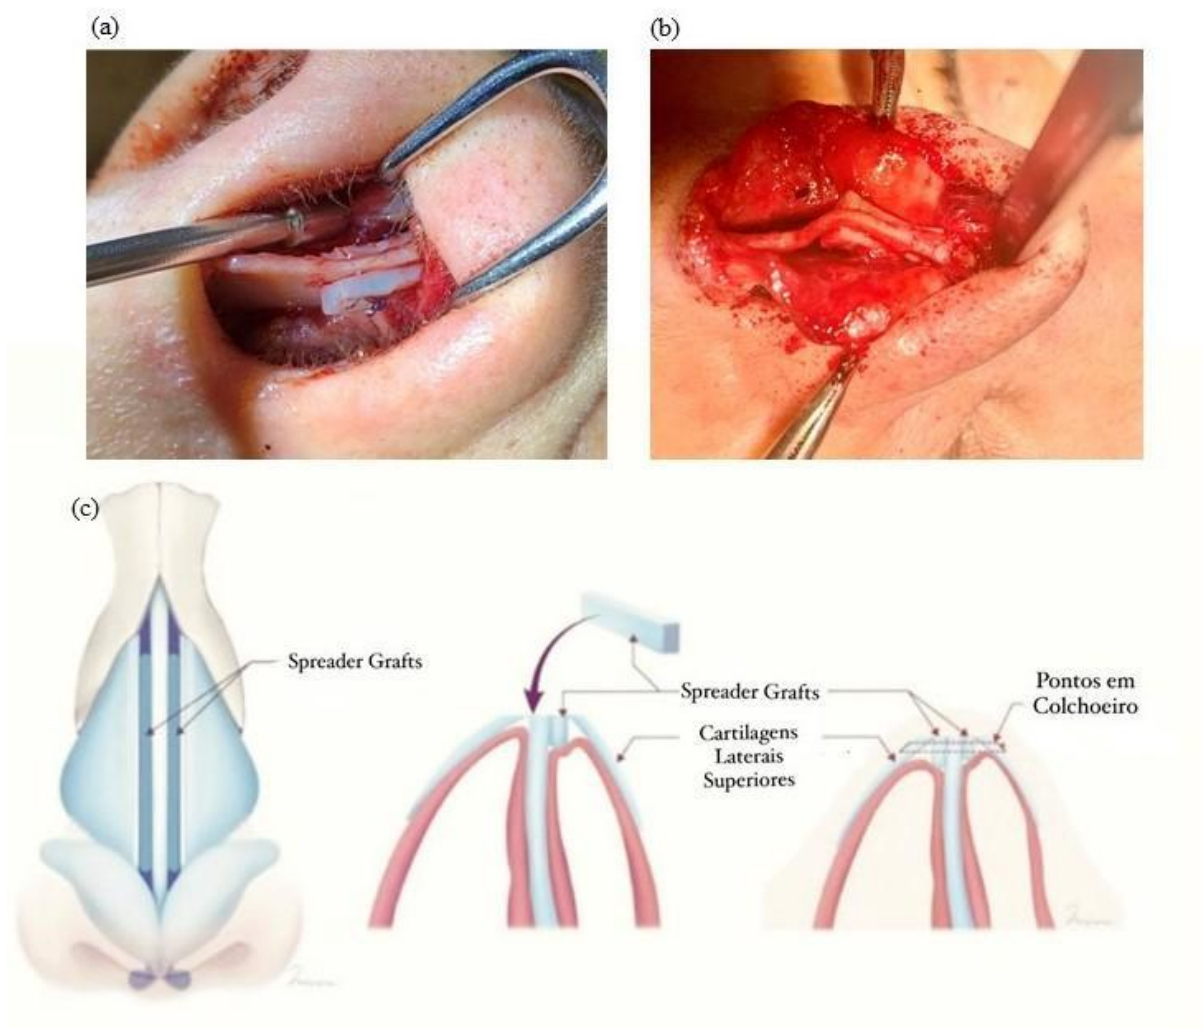 (a)
(b)
(c)
Spreader Grafts
Spreader Grafts
Cartilagens
Laterais
Superiores
Pontos em
Colchoeiro